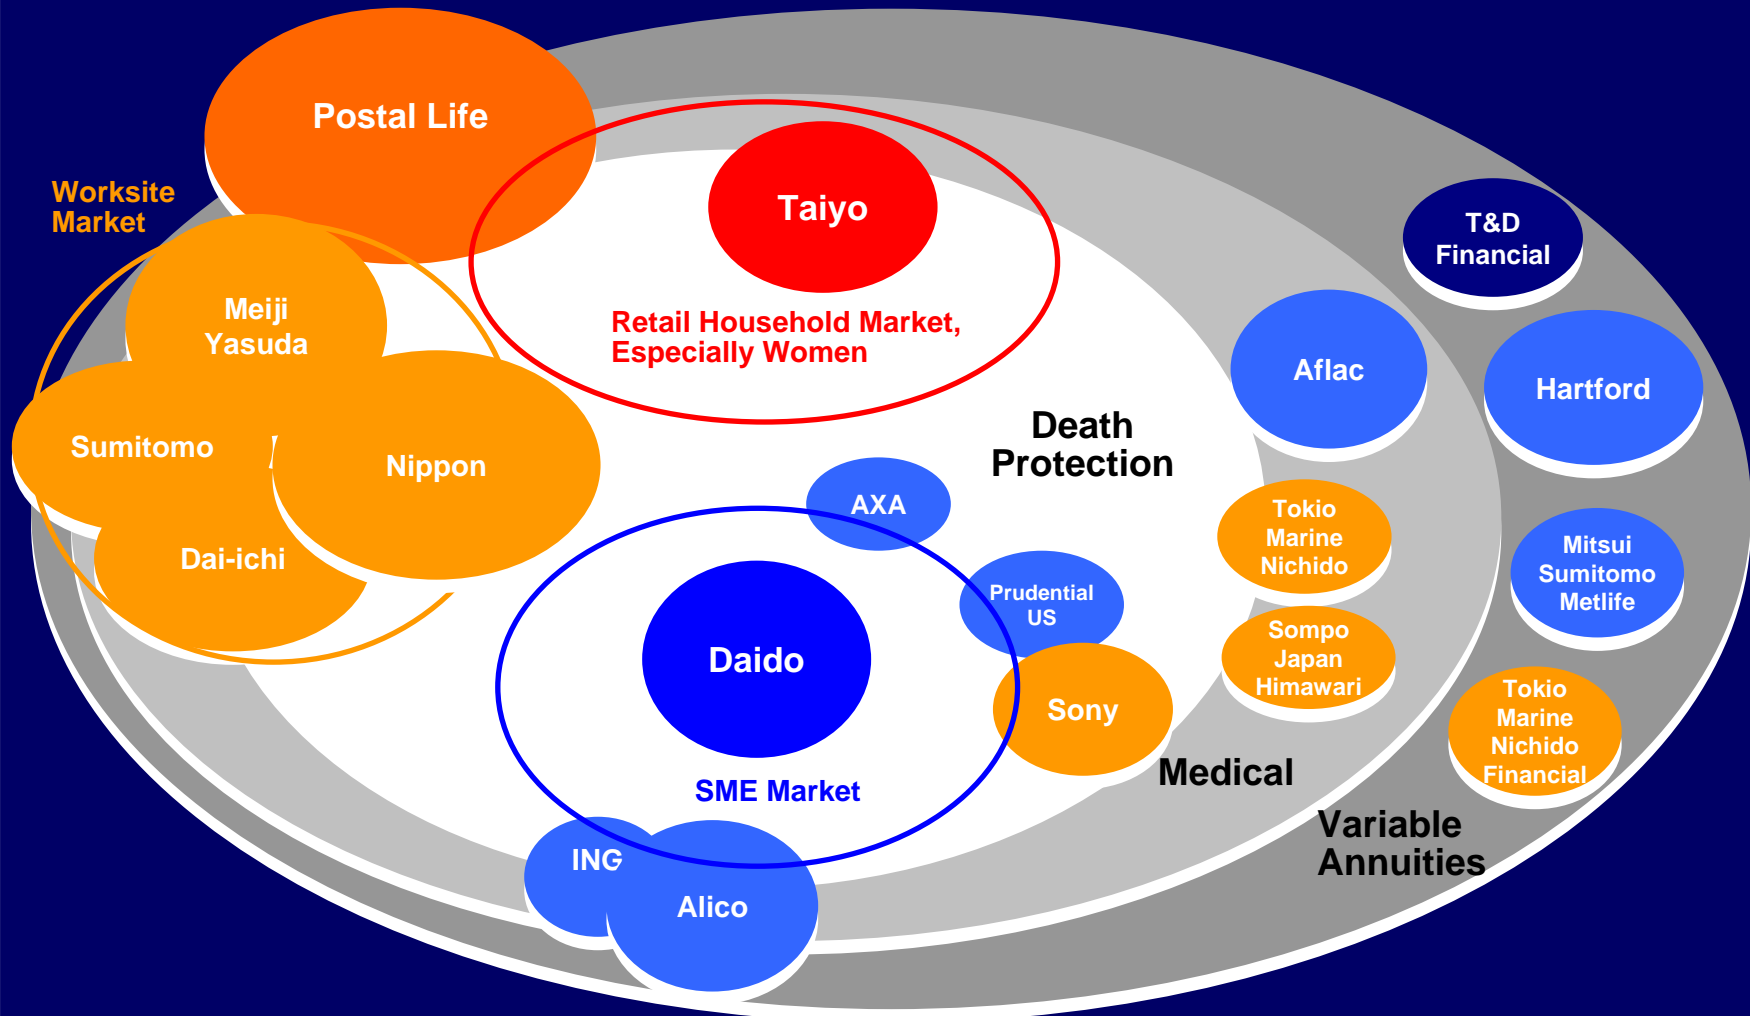 Postal Life
Worksite
Market
Taiyo
T&D
Financial
Meiji
Yasuda
Retail Household Market,
Especially Women
Aflac
Hartford
Death
Protection
Sumitomo
Nippon
AXA
Tokio
Marine
Nichido
Dai-ichi
Mitsui
Sumitomo
Metlife
Prudential
US
Daido
Sompo
Japan
Himawari
Sony
Tokio
Marine
Nichido
Financial
Medical
SME Market
Variable
Annuities
ING
Alico